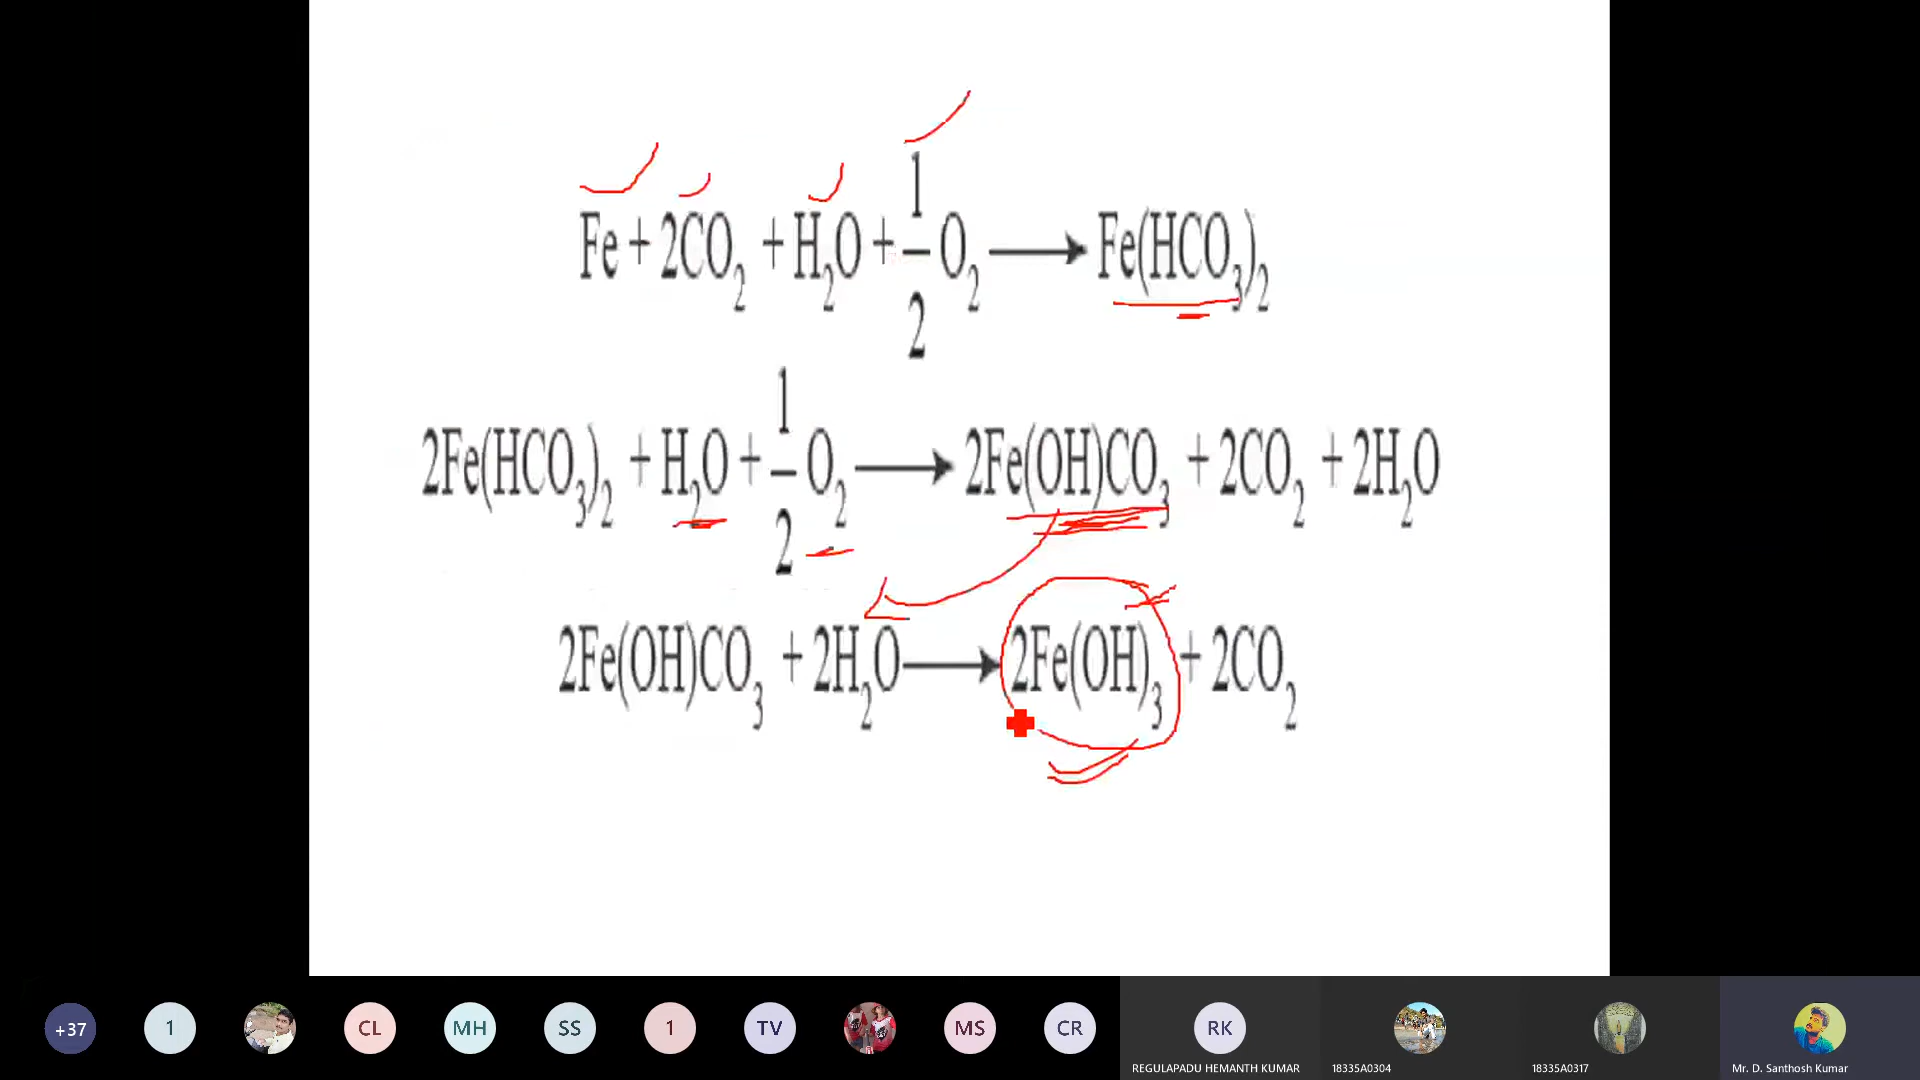 Fe + 2CO₂ + H₂O + 1/2 O₂ → Fe(HCO₃)₂
2Fe(HCO₃)₂ + H₂O + 1/2 O₂ → 2Fe(OH)CO₃ + 2CO₂ + 2H₂O
2Fe(OH)CO₃ + 2H₂O → 2Fe(OH)₃ + 2CO₂
+37 1 CL MH SS 1 TV MS CR RK
REGULAPADU HEMANTH KUMAR 18335A0304 18335A0317 Mr. D. Santhosh Kumar